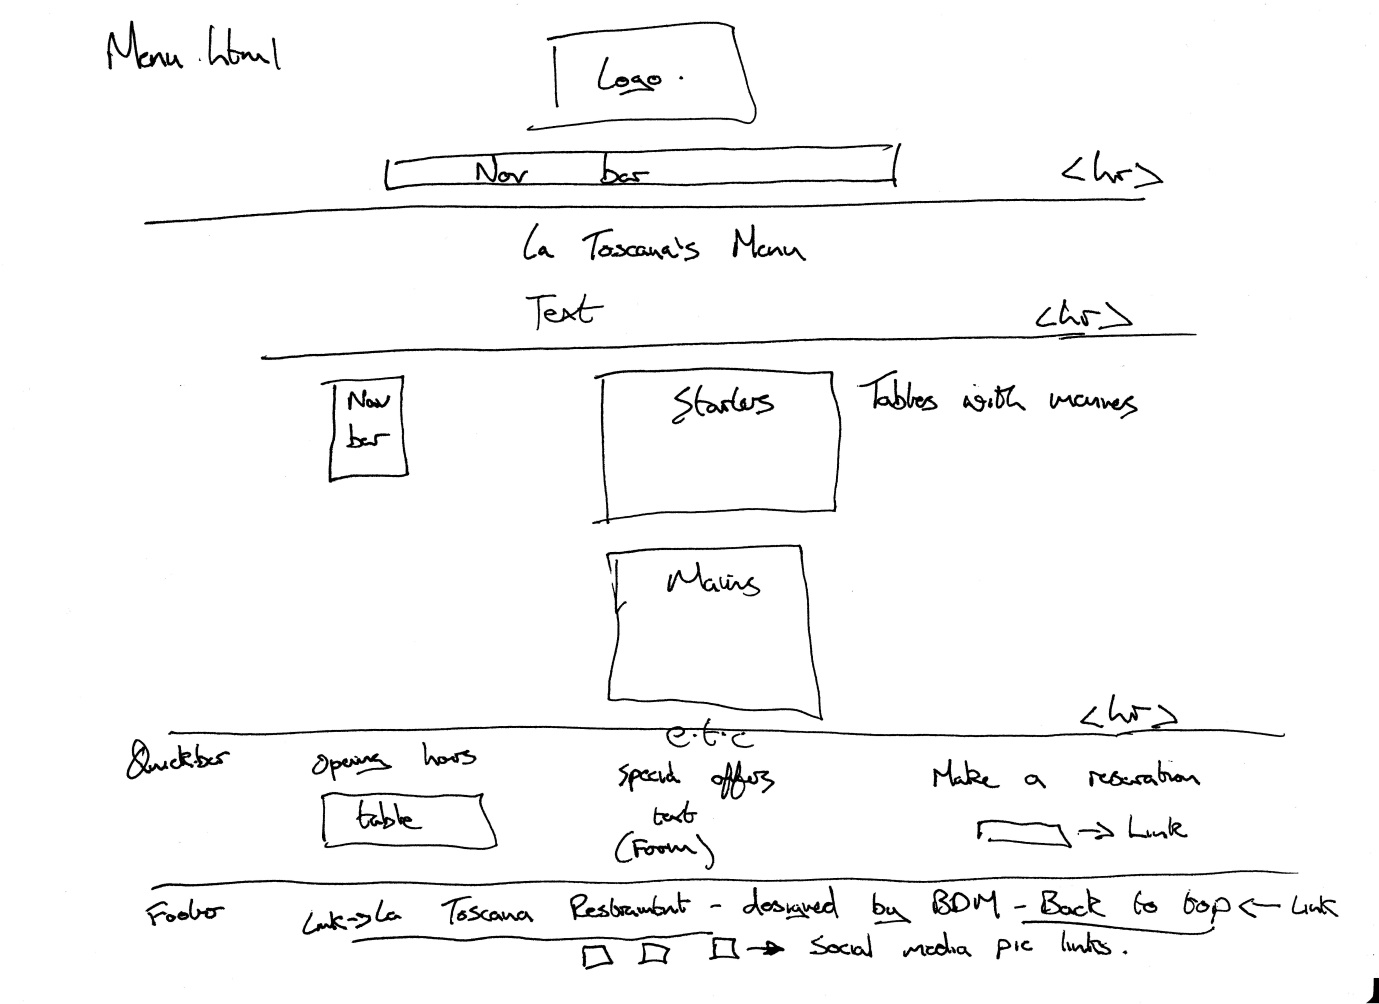 Menu.html
Logo.
Nav bar
<hr>
La Toscana's Menu
Text
<hr>
Nav
bar
Starters
Tables with menues
Mains
<hr>
e.t.c
Quickbar
Opening hours
table
Special offers
text
(Form)
Make a reservation
→ Link
Footer
Link → La Toscana Restraunt - designed by BDM - Back to top ← Link
→ Social media pic links.